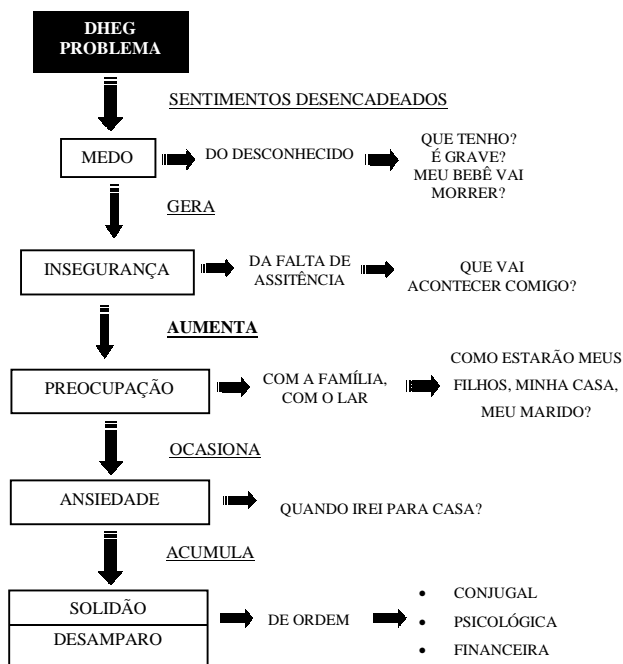 DHEG
PROBLEMA
SENTIMENTOS DESENCADEADOS
MEDO
DO DESCONHECIDO
QUE TENHO?
É GRAVE?
MEU BEBÊ VAI
MORRER?
GERA
INSEGURANÇA
DA FALTA DE
ASSITÊNCIA
QUE VAI
ACONTECER COMIGO?
AUMENTA
PREOCUPAÇÃO
COM A FAMÍLIA,
COM O LAR
COMO ESTARÃO MEUS
FILHOS, MINHA CASA,
MEU MARIDO?
OCASIONA
ANSIEDADE
QUANDO IREI PARA CASA?
ACUMULA
SOLIDÃO
DESAMPARO
DE ORDEM
• CONJUGAL
• PSICOLÓGICA
• FINANCEIRA